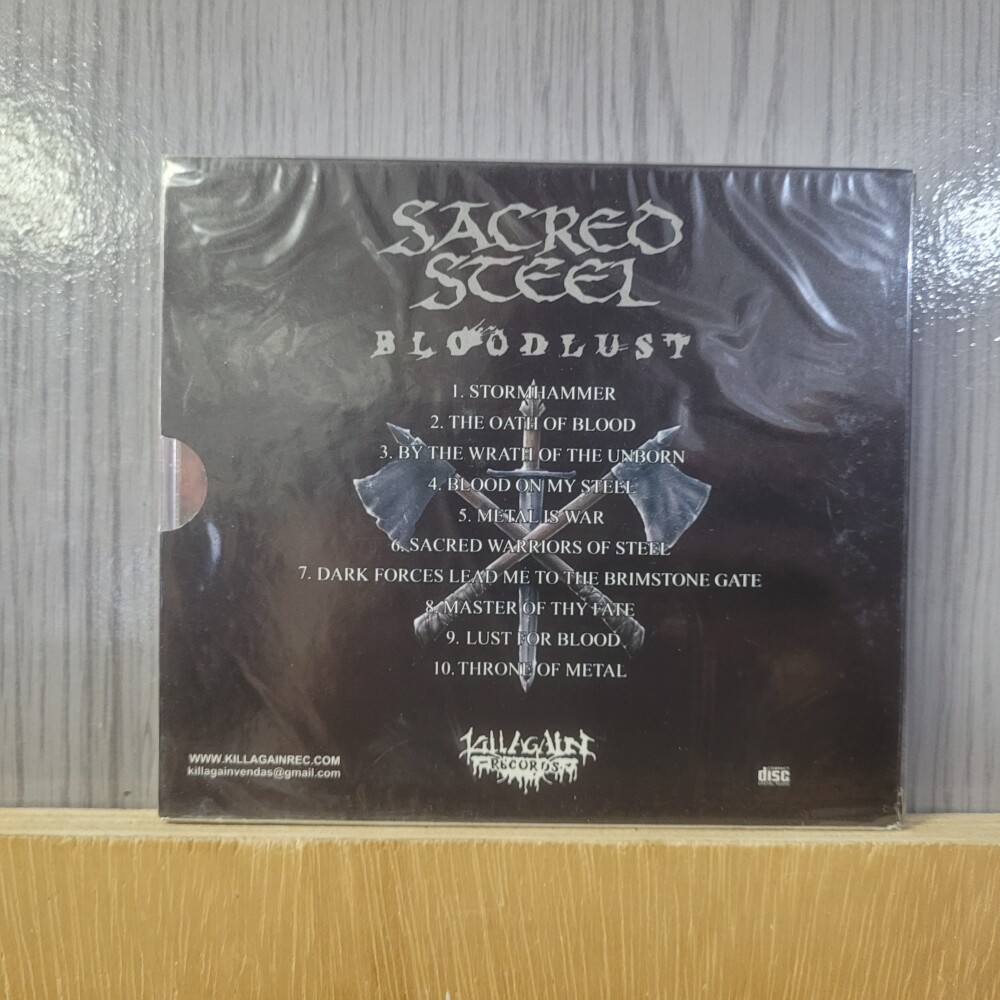 SACRED
STEEL
BLOODLUST
1. STORMHAMMER
2. THE OATH OF BLOOD
3. BY THE WRATH OF THE UNBORN
4. BLOOD ON MY STEEL
5. METAL IS WAR
6. SACRED WARRIORS OF STEEL
7. DARK FORCES LEAD ME TO THE BRIMSTONE GATE
8. MASTER OF THY FATE
9. LUST FOR BLOOD
10. THRONE OF METAL
KILLAGAIN
RECORDS
WWW.KILLAGAINREC.COM
killagainvendas@gmail.com
COMPACT
disc
DIGITAL AUDIO